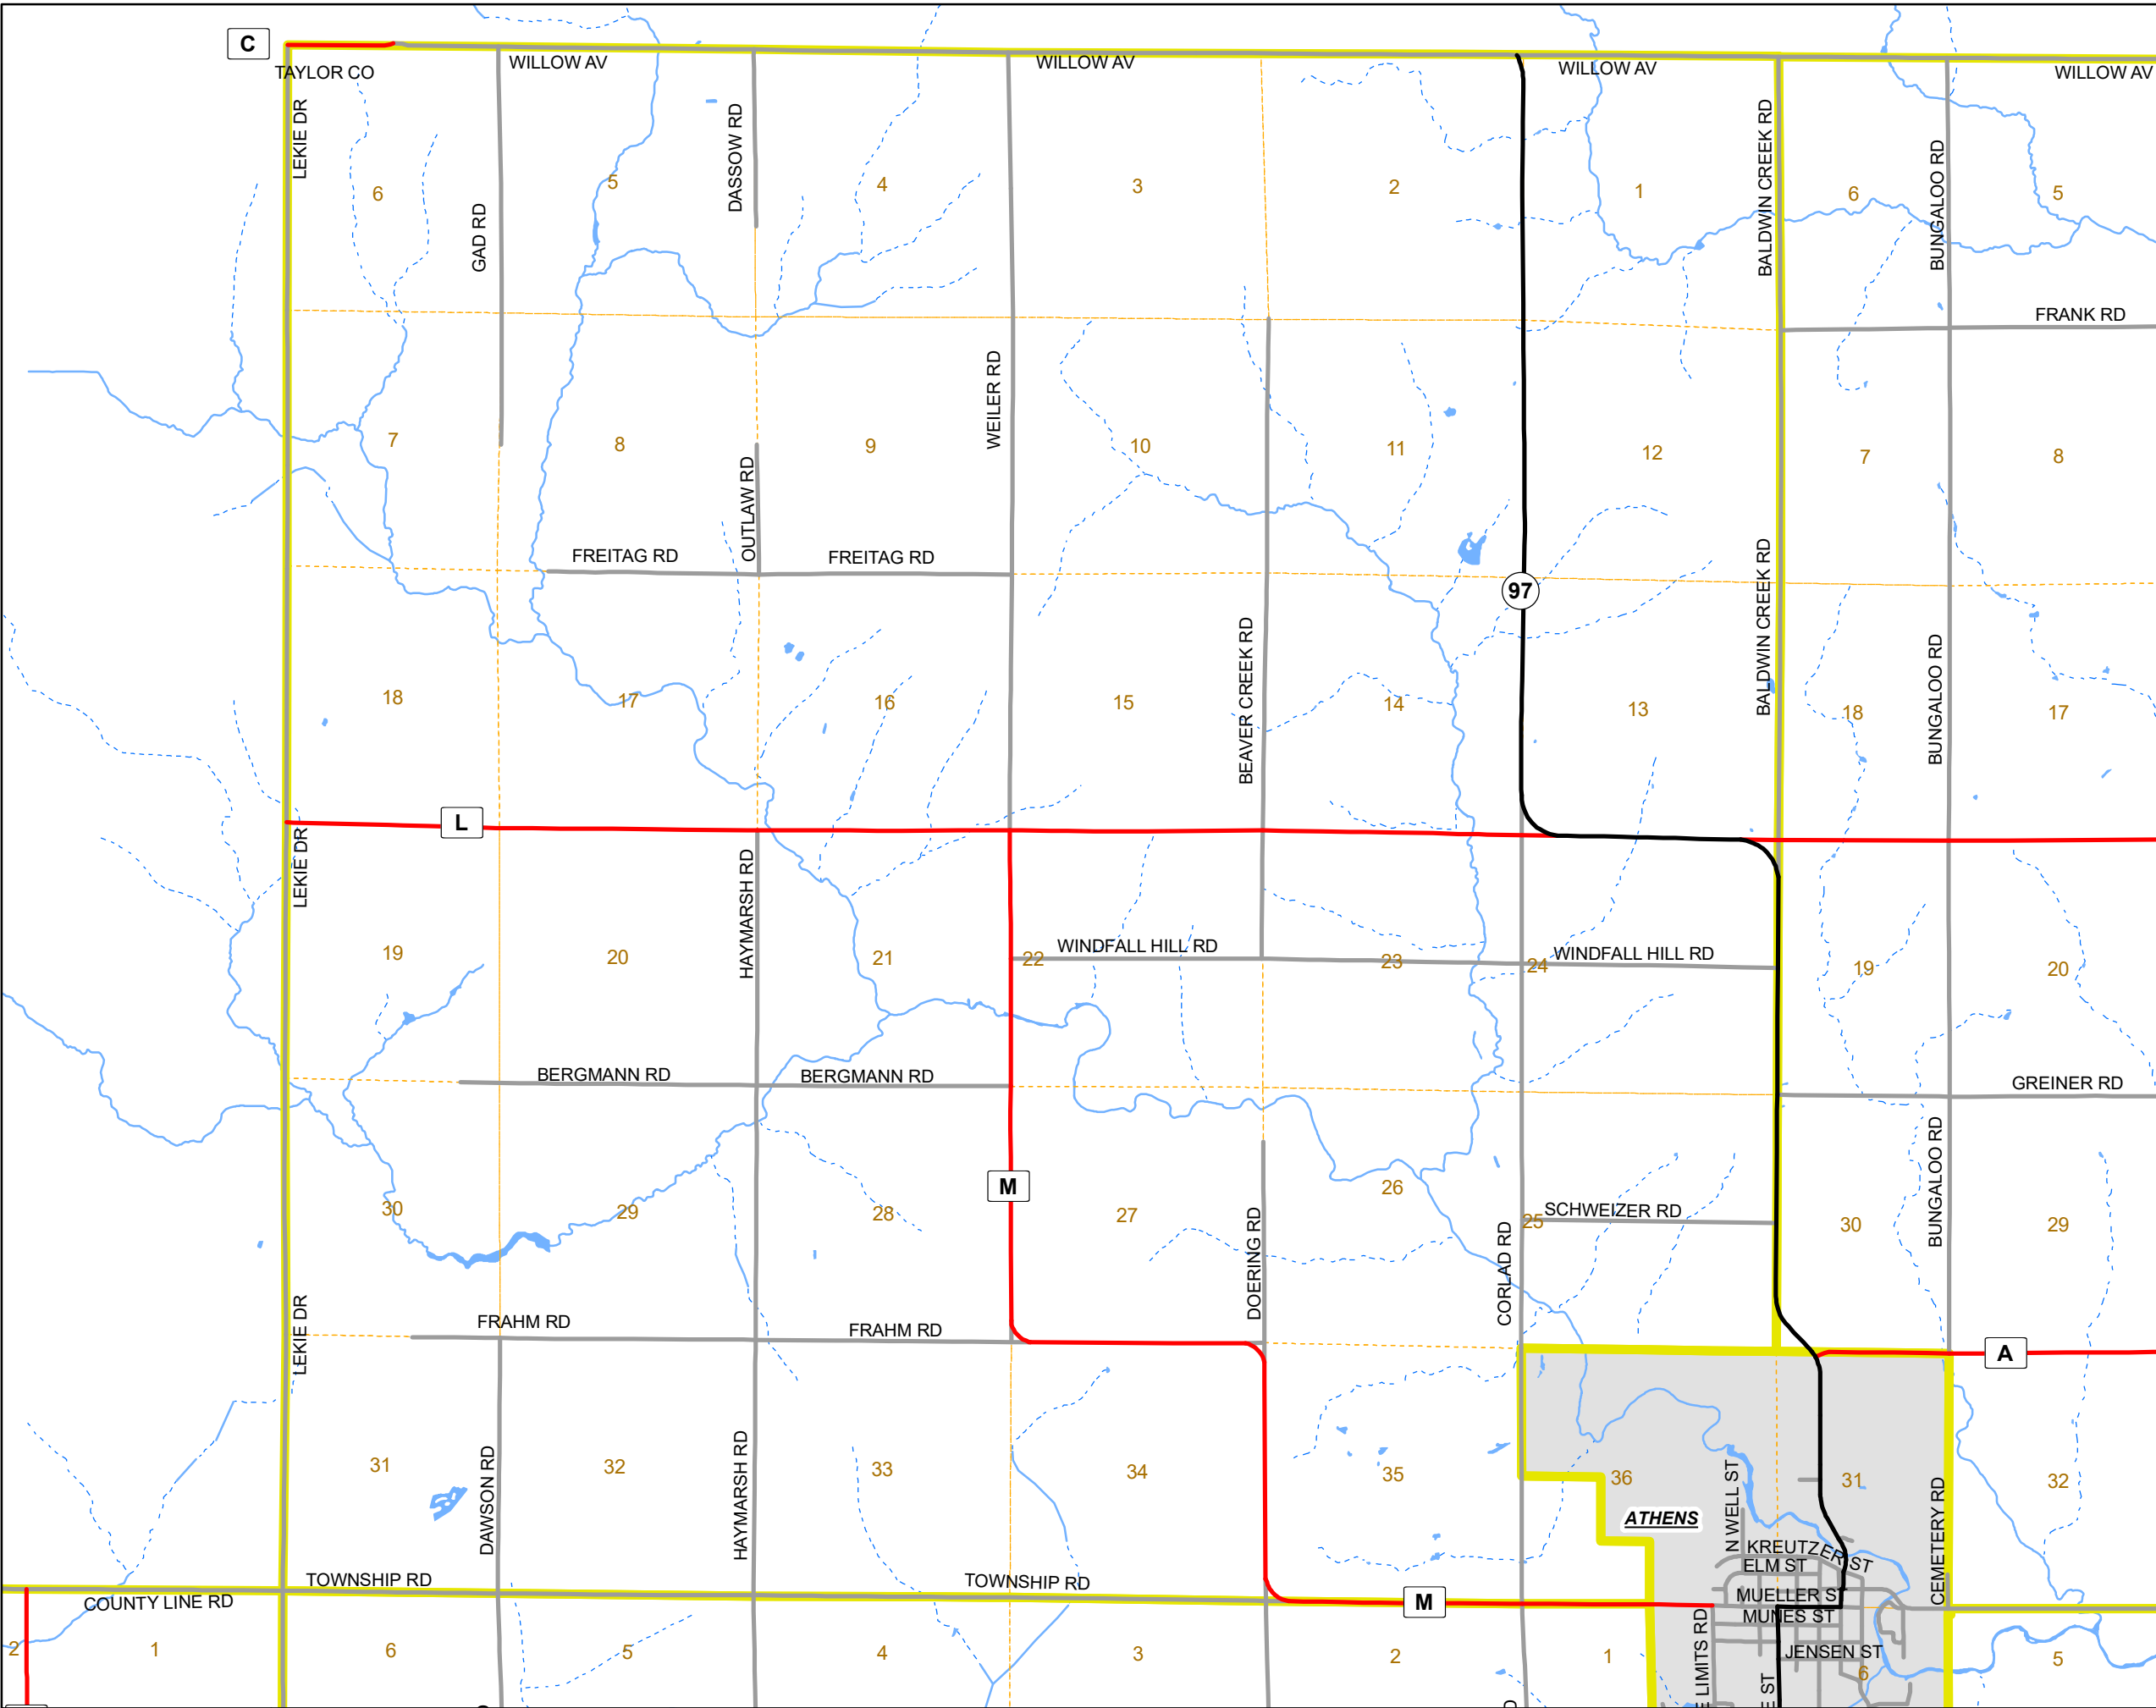 C
TAYLOR CO
WILLOW AV
WILLOW AV
WILLOW AV
WILLOW AV
LEKIE DR
GAD RD
DASSOW RD
BALDWIN CREEK RD
BUNGALOO RD
6
5
4
3
2
1
6
5
FRANK RD
WEILER RD
7
8
9
10
11
12
7
8
OUTLAW RD
FREITAG RD
FREITAG RD
97
BEAVER CREEK RD
BALDWIN CREEK RD
BUNGALOO RD
18
17
16
15
14
13
18
17
L
LEKIE DR
HAYMARSH RD
WINDFALL HILL RD
WINDFALL HILL RD
19
20
21
22
23
24
19
20
BERGMANN RD
BERGMANN RD
GREINER RD
M
BUNGALOO RD
30
29
28
27
26
25
SCHWEIZER RD
30
29
DOERING RD
CORLAD RD
LEKIE DR
FRAHM RD
FRAHM RD
A
31
32
33
34
35
36
31
32
DAWSON RD
HAYMARSH RD
ATHENS
N WELL ST
CEMETERY RD
KREUTZER ST
ELM ST
MUELLER ST
MUNES ST
JENSEN ST
TOWNSHIP RD
TOWNSHIP RD
COUNTY LINE RD
M
LIMITS RD
2
1
6
5
4
3
2
1
6
5
E ST
D